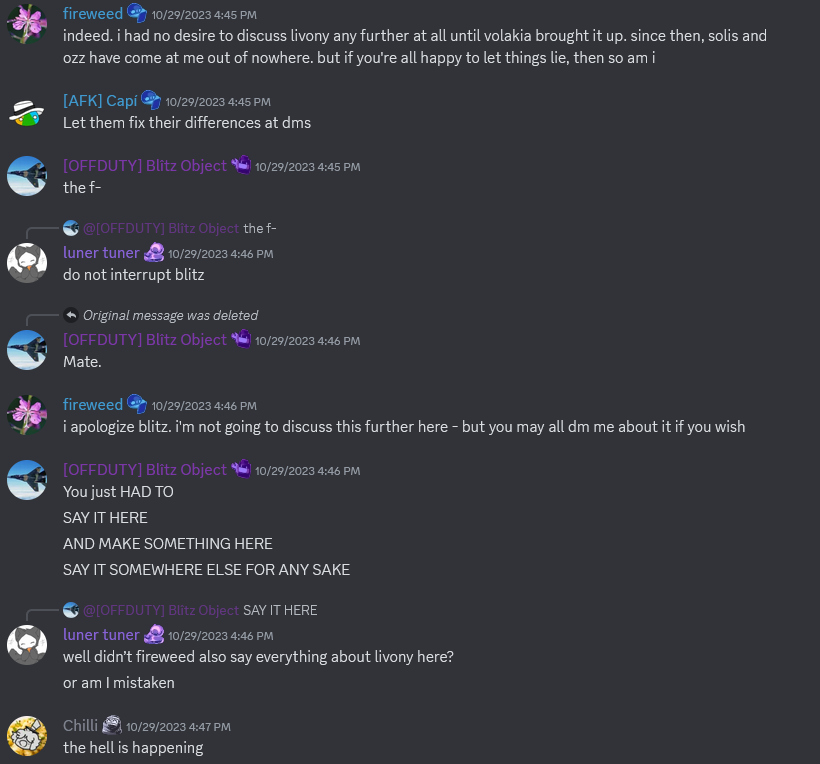 fireweed 10/29/2023 4:45 PM
indeed. i had no desire to discuss livony any further at all until volakia brought it up. since then, solis and
ozz have come at me out of nowhere. but if you're all happy to let things lie, then so am i
[AFK] Capí 10/29/2023 4:45 PM
Let them fix their differences at dms
[OFFDUTY] Blitz Object 10/29/2023 4:45 PM
the f-
@[OFFDUTY] Blitz Object the f-
luner tuner 10/29/2023 4:46 PM
do not interrupt blitz
Original message was deleted
[OFFDUTY] Blitz Object 10/29/2023 4:46 PM
Mate.
fireweed 10/29/2023 4:46 PM
i apologize blitz. i'm not going to discuss this further here - but you may all dm me about it if you wish
[OFFDUTY] Blitz Object 10/29/2023 4:46 PM
You just HAD TO
SAY IT HERE
AND MAKE SOMETHING HERE
SAY IT SOMEWHERE ELSE FOR ANY SAKE
@[OFFDUTY] Blitz Object SAY IT HERE
luner tuner 10/29/2023 4:46 PM
well didn't fireweed also say everything about livony here?
or am I mistaken
Chilli 10/29/2023 4:47 PM
the hell is happening